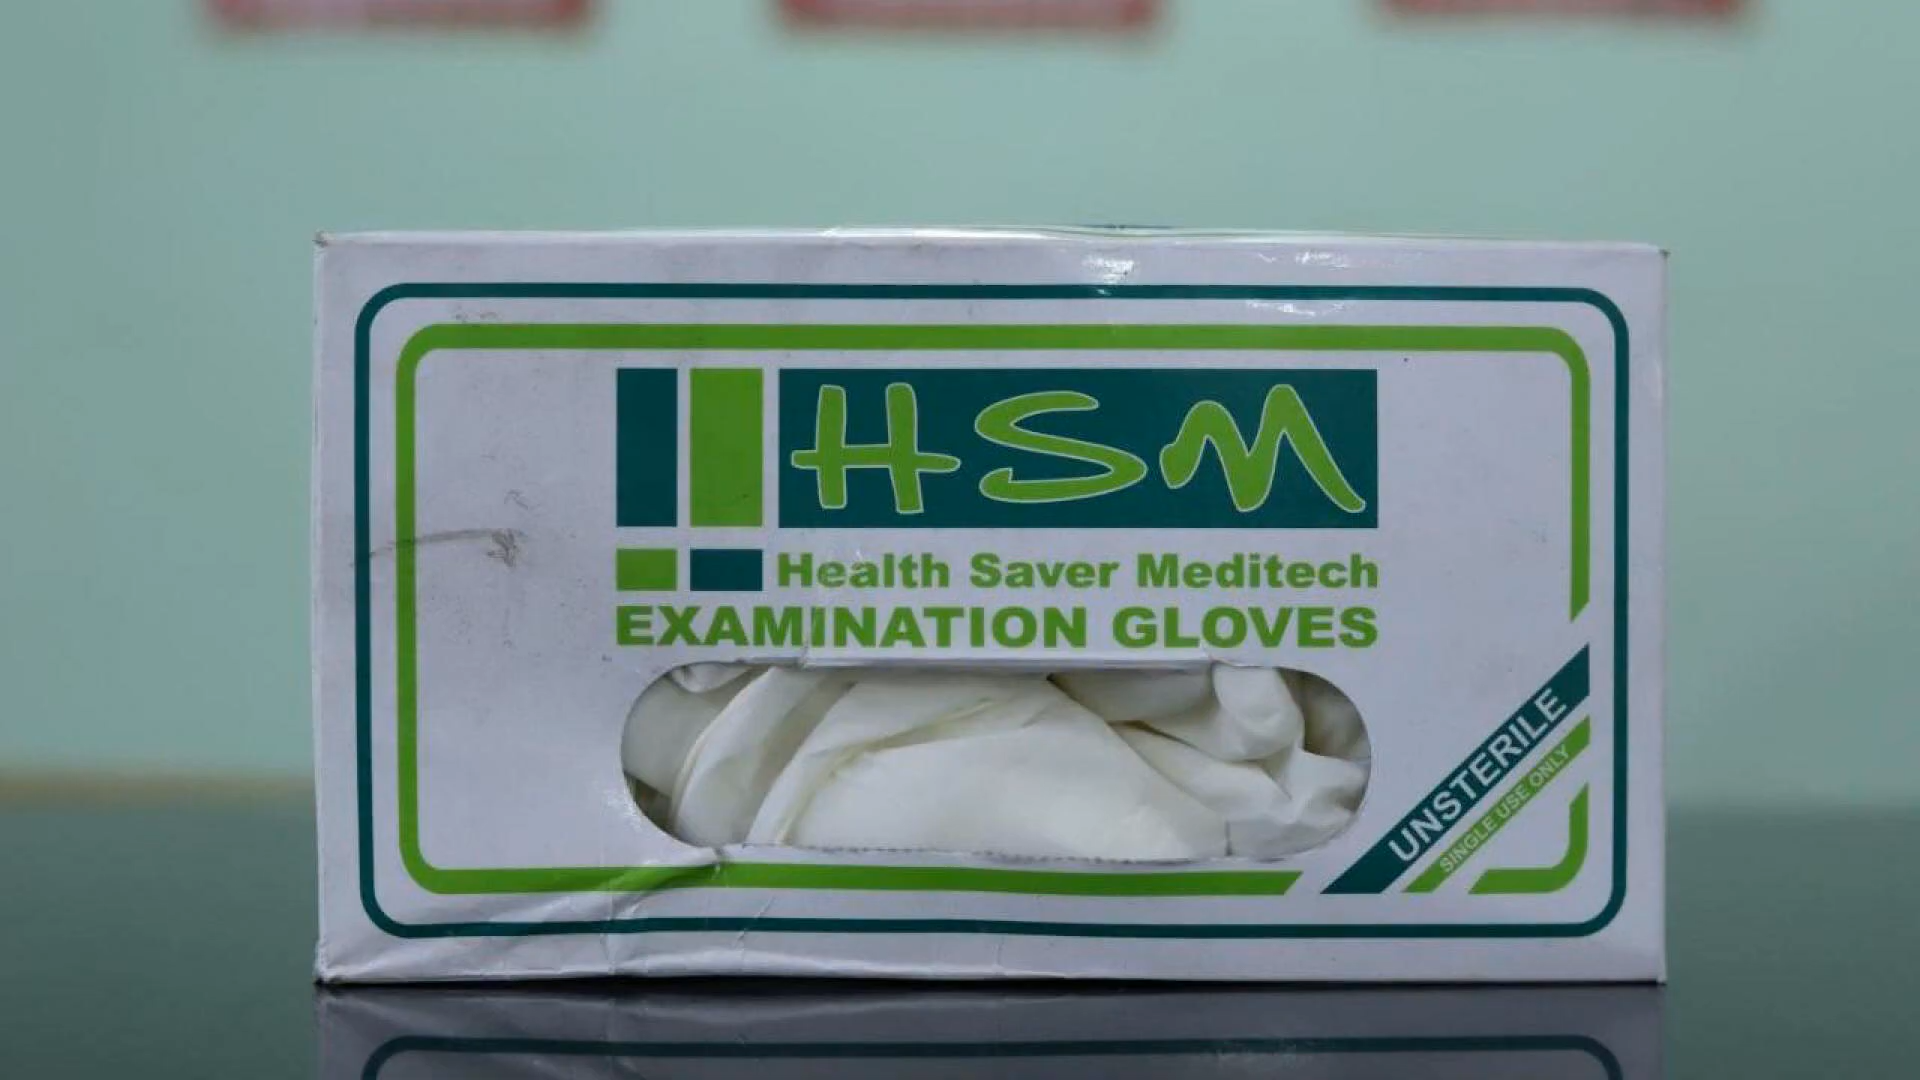 HSM
Health Saver Meditech
EXAMINATION GLOVES
UNSTERILE
SINGLE USE ONLY